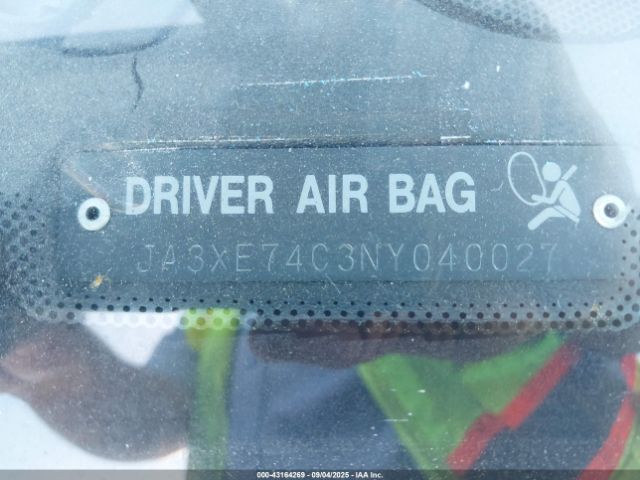 DRIVER AIR BAG
JA3XE74C3NY040027
000-43164269 - 09/04/2025 - IAA Inc.